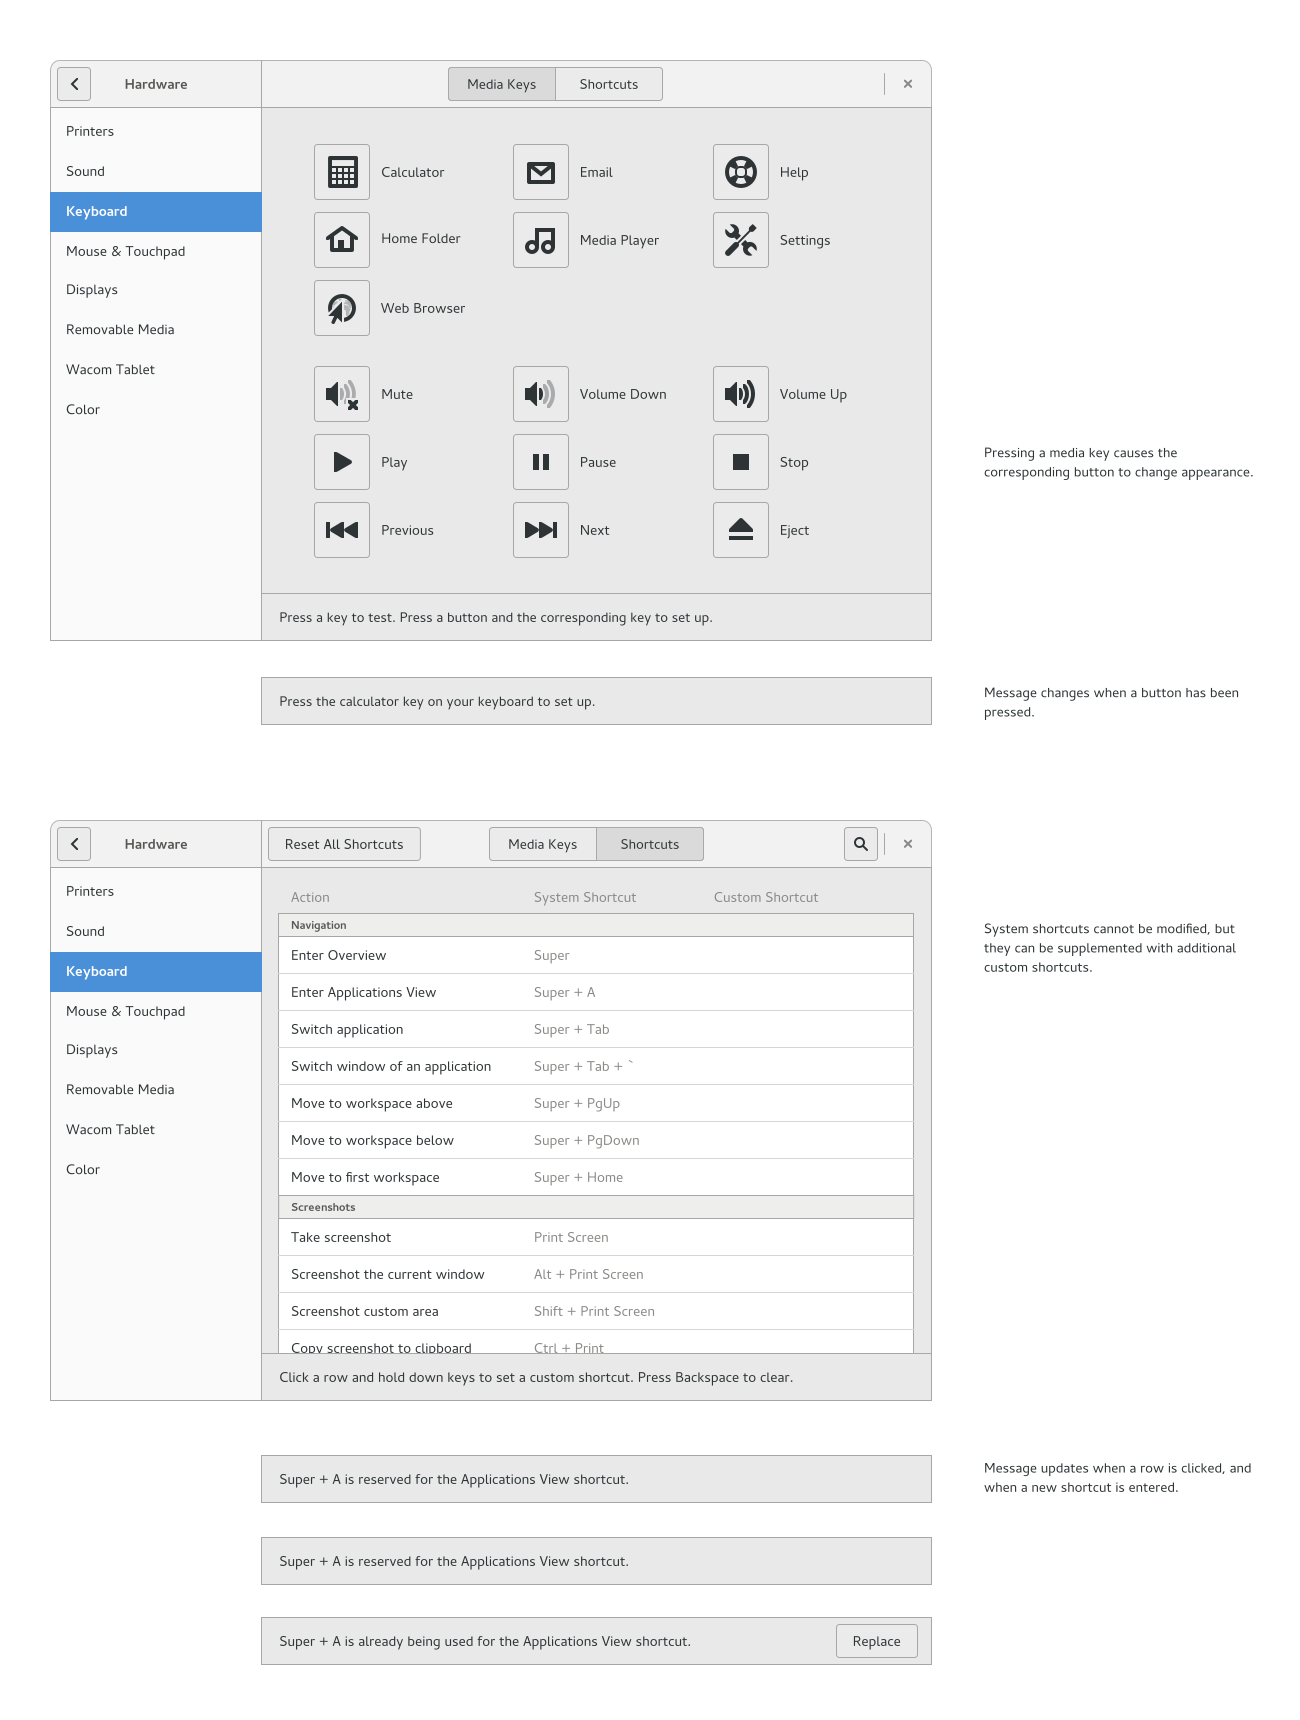 Hardware
Media Keys
Shortcuts
Printers
Sound
Keyboard
Mouse & Touchpad
Displays
Removable Media
Wacom Tablet
Color
Calculator
Email
Help
Home Folder
Media Player
Settings
Web Browser
Mute
Volume Down
Volume Up
Play
Pause
Stop
Previous
Next
Eject
Press a key to test. Press a button and the corresponding key to set up.
Pressing a media key causes the
corresponding button to change appearance.
Press the calculator key on your keyboard to set up.
Message changes when a button has been
pressed.
Hardware
Reset All Shortcuts
Media Keys
Shortcuts
Printers
Sound
Keyboard
Mouse & Touchpad
Displays
Removable Media
Wacom Tablet
Color
Action System Shortcut Custom Shortcut
Navigation
Enter Overview Super
Enter Applications View Super + A
Switch application Super + Tab
Switch window of an application Super + Tab + `
Move to workspace above Super + PgUp
Move to workspace below Super + PgDown
Move to first workspace Super + Home
Screenshots
Take screenshot Print Screen
Screenshot the current window Alt + Print Screen
Screenshot custom area Shift + Print Screen
Copy screenshot to clipboard Ctrl + Print
Click a row and hold down keys to set a custom shortcut. Press Backspace to clear.
System shortcuts cannot be modified, but
they can be supplemented with additional
custom shortcuts.
Super + A is reserved for the Applications View shortcut.
Message updates when a row is clicked, and
when a new shortcut is entered.
Super + A is reserved for the Applications View shortcut.
Super + A is already being used for the Applications View shortcut.
Replace